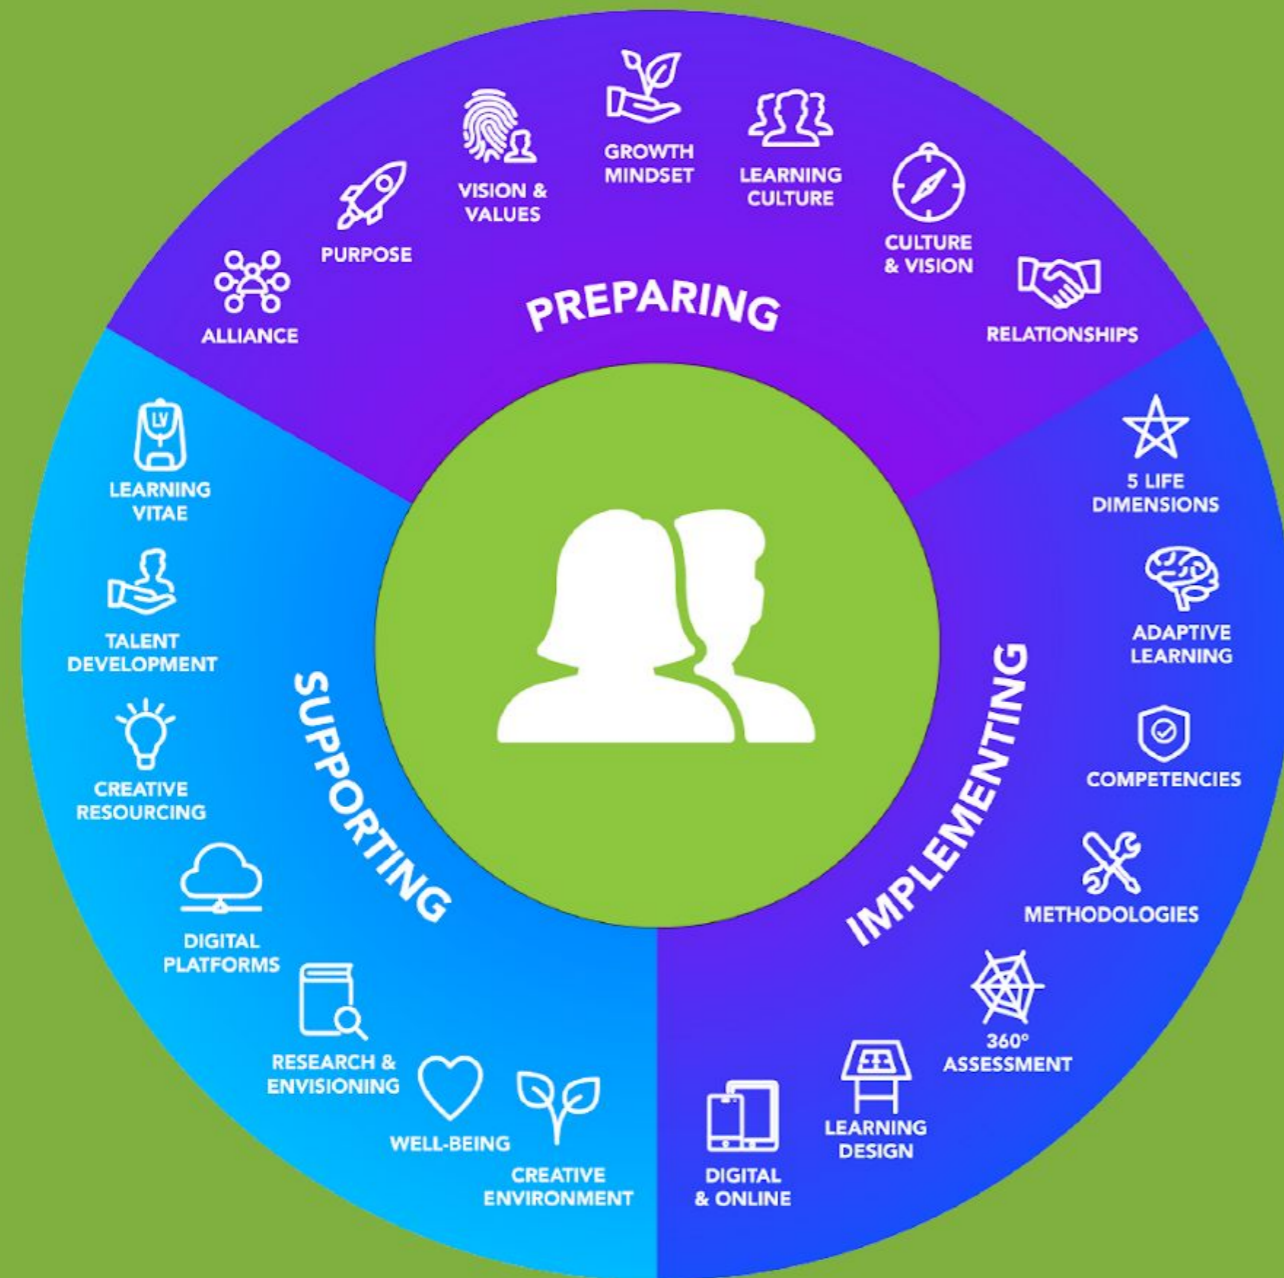 ALLIANCE
PURPOSE
VISION &
VALUES
GROWTH
MINDSET
LEARNING
CULTURE
CULTURE
& VISION
RELATIONSHIPS
PREPARING
5 LIFE
DIMENSIONS
ADAPTIVE
LEARNING
COMPETENCIES
METHODOLOGIES
360°
ASSESSMENT
LEARNING
DESIGN
DIGITAL
& ONLINE
IMPLEMENTING
LV
LEARNING
VITAE
TALENT
DEVELOPMENT
CREATIVE
RESOURCING
DIGITAL
PLATFORMS
RESEARCH &
ENVISIONING
WELL-BEING
CREATIVE
ENVIRONMENT
SUPPORTING